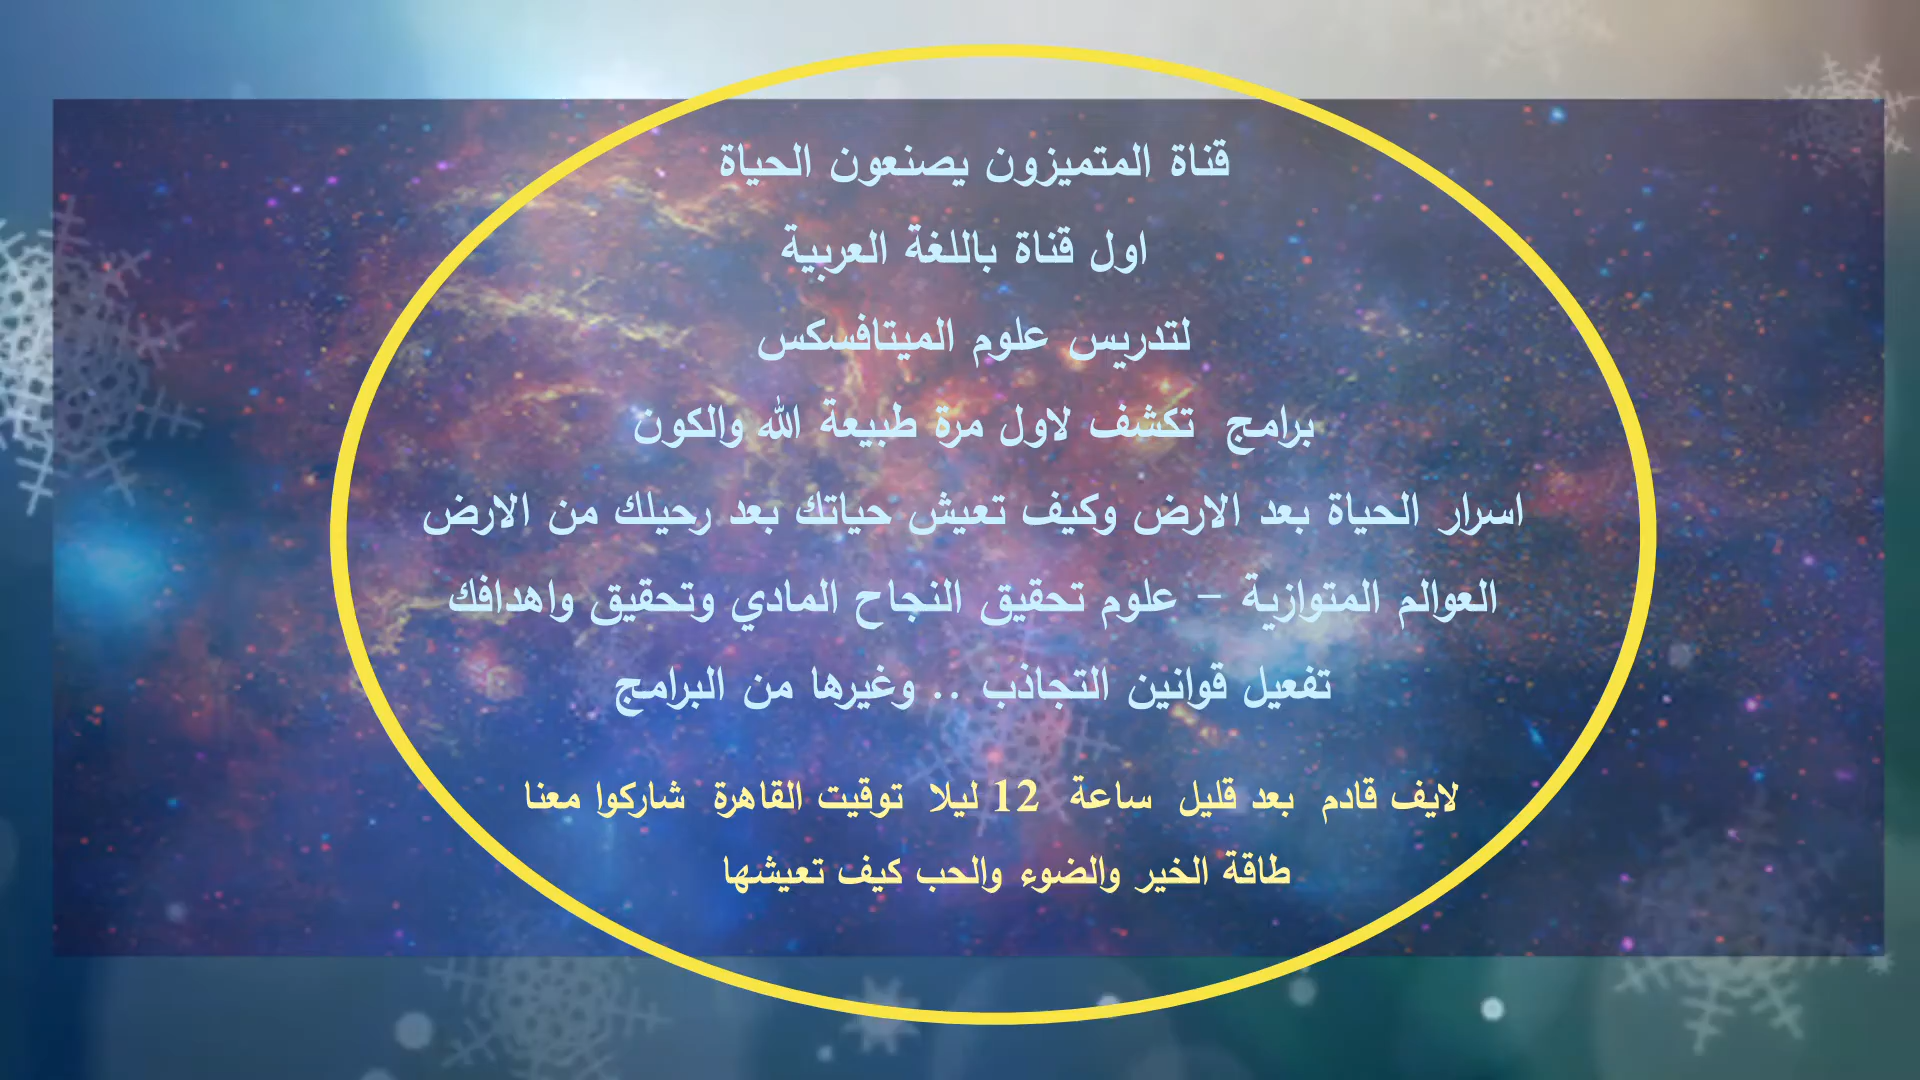 قناة المتميزون يصنعون الحياة
اول قناة باللغة العربية
لتدريس علوم الميتافسكس
برامج تكشف لاول مرة طبيعة الله والكون
اسرار الحياة بعد الارض وكيف تعيش حياتك بعد رحيلك من الارض
العوالم المتوازية – علوم تحقيق النجاح المادي وتحقيق واهدافك
تفعيل قوانين التجاذب .. وغيرها من البرامج
لايف قادم بعد قليل ساعة 12 ليلا توقيت القاهرة شاركوا معنا
طاقة الخير والضوء والحب كيف تعيشها